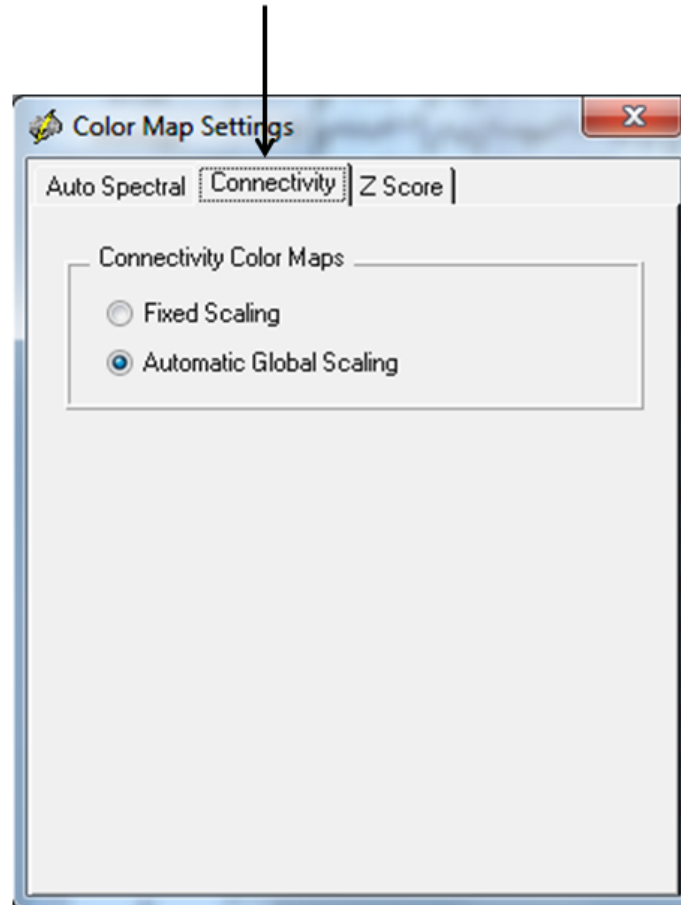 Color Map Settings
Auto Spectral Connectivity Z Score
Connectivity Color Maps
Fixed Scaling
Automatic Global Scaling